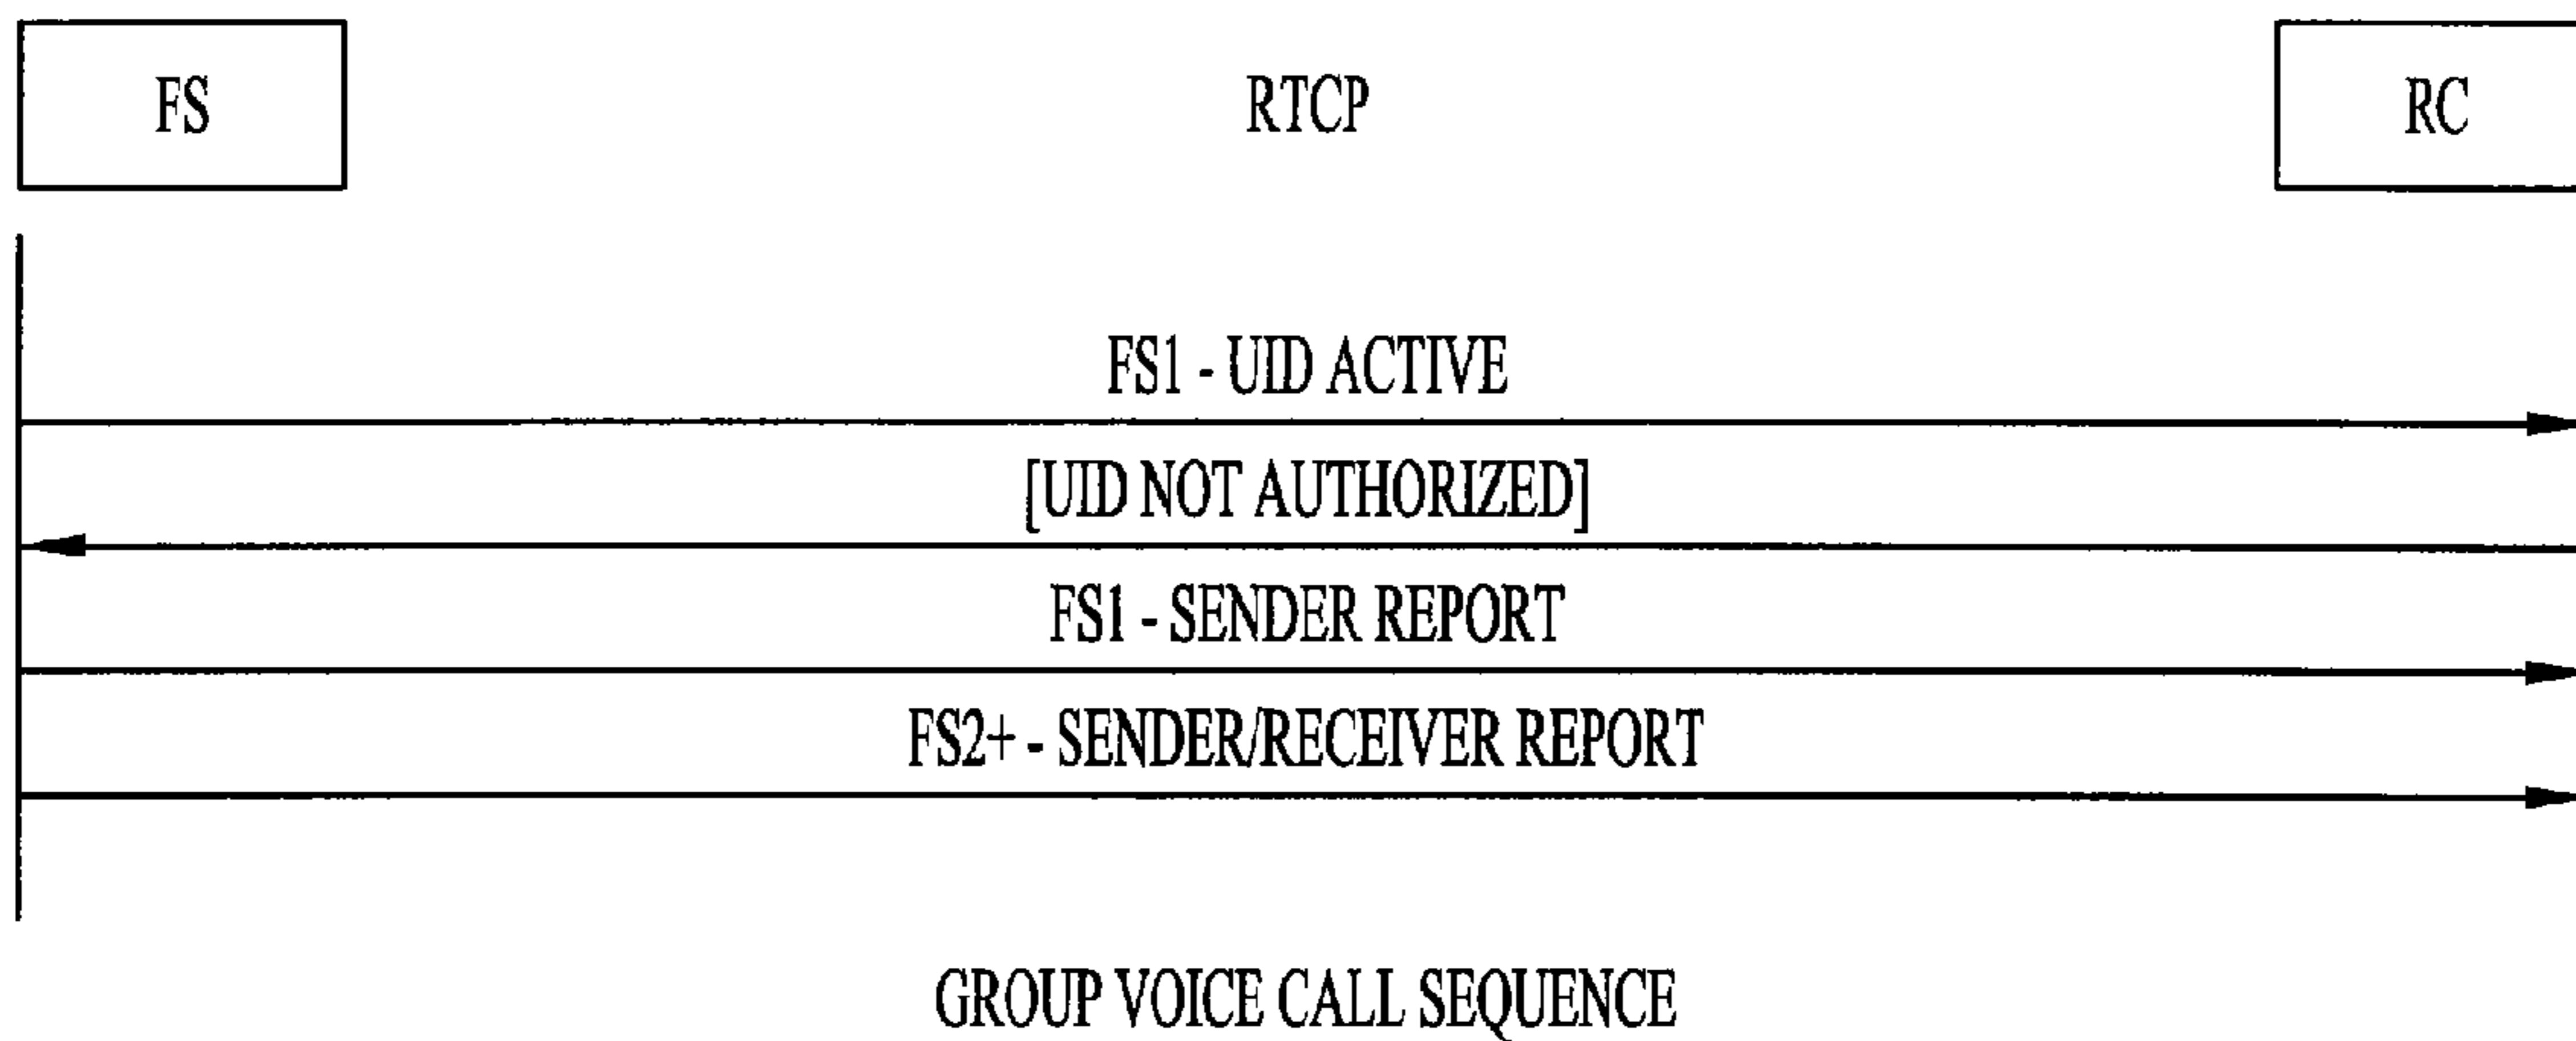 FS RTCP RC
FS1 - UID ACTIVE
[UID NOT AUTHORIZED]
FS1 - SENDER REPORT
FS2+ - SENDER/RECEIVER REPORT
GROUP VOICE CALL SEQUENCE